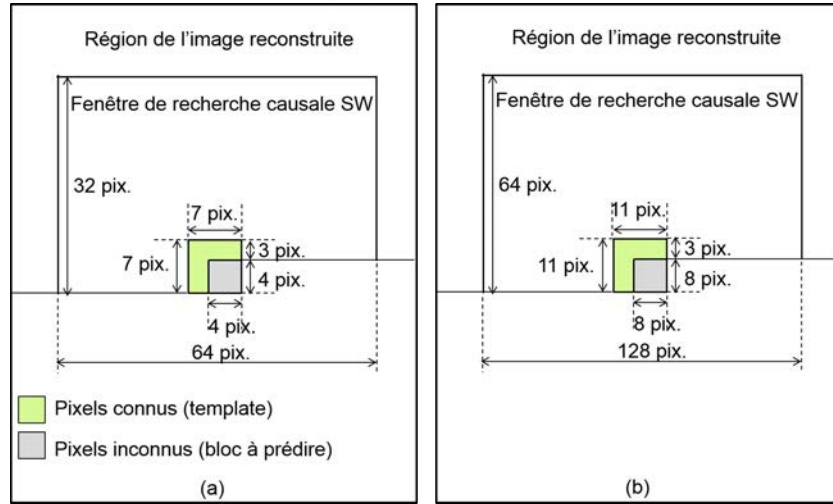 Région de l'image reconstruite
Fenêtre de recherche causale SW
32 pix.
7 pix.
7 pix.
3 pix.
4 pix.
4 pix.
64 pix.
Pixels connus (template)
Pixels inconnus (bloc à prédire)
(a)
Région de l'image reconstruite
Fenêtre de recherche causale SW
64 pix.
11 pix.
11 pix.
3 pix.
8 pix.
8 pix.
128 pix.
(b)